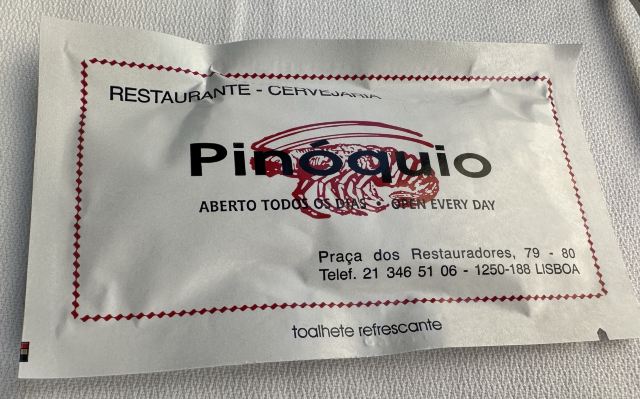 RESTAURANTE - CERVEJARIA
Pinóquio
ABERTO TODOS OS DIAS • OPEN EVERY DAY
Praça dos Restauradores, 79 - 80
Telef. 21 346 51 06 - 1250-188 LISBOA
toalhete refrescante